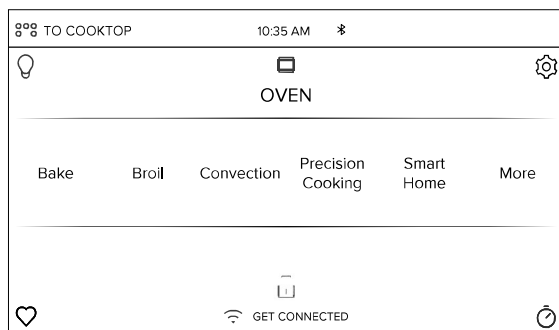 TO COOKTOP 10:35 AM
OVEN
Bake Broil Convection Precision Cooking Smart Home More
GET CONNECTED